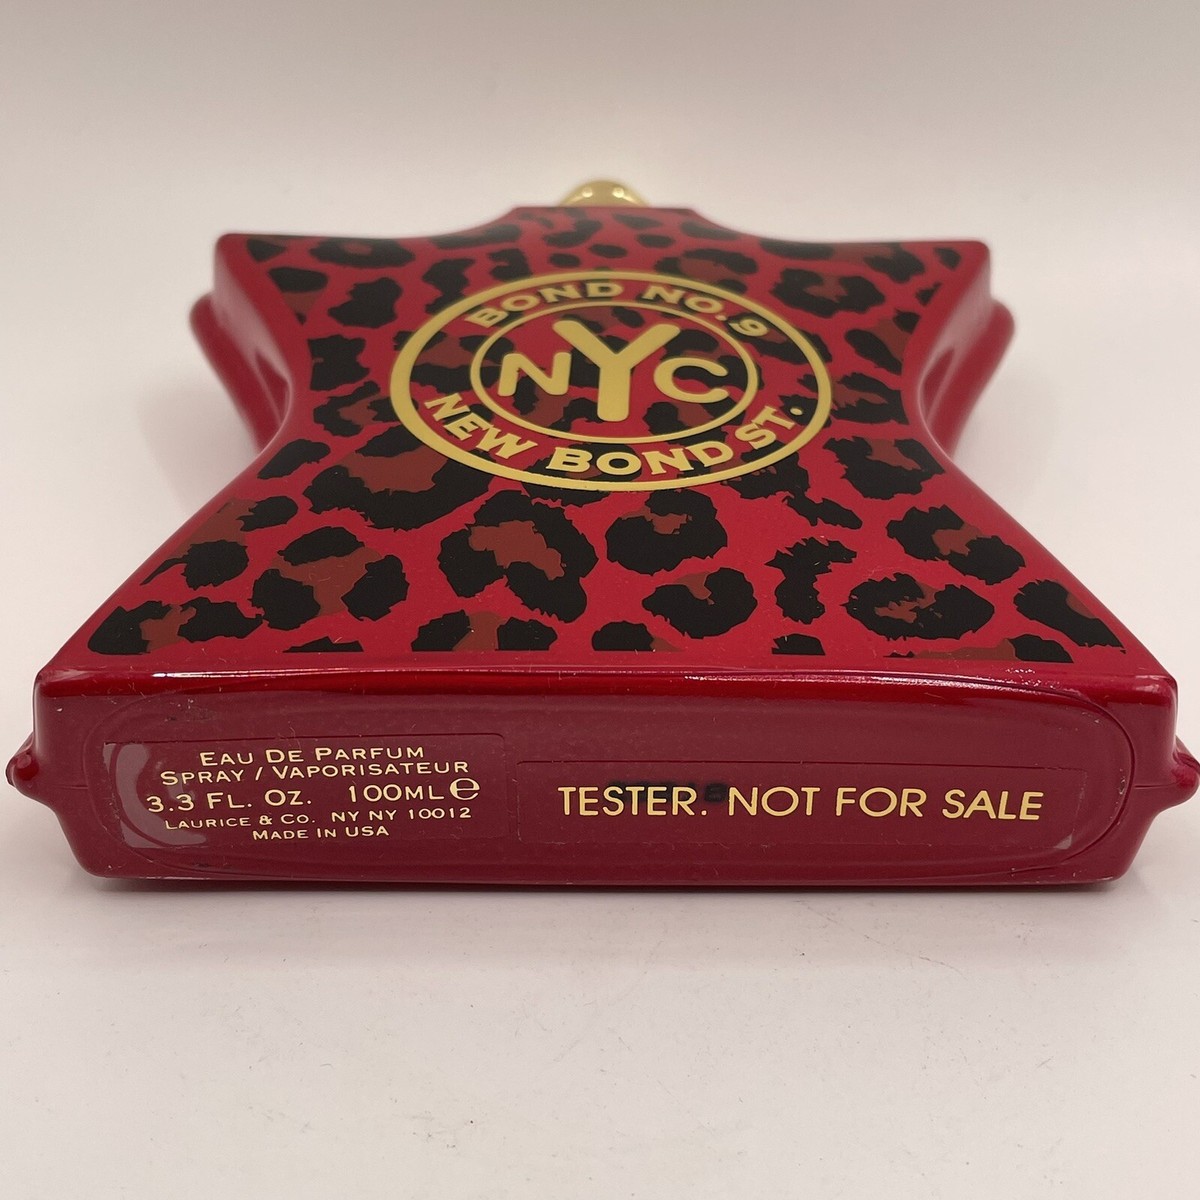 BOND NO. 9
NYC
NEW BOND ST.
EAU DE PARFUM
SPRAY / VAPORISATEUR
3.3 FL. OZ. 100ML ℮
LAURICE & CO. NY NY 10012
MADE IN USA
TESTER. NOT FOR SALE